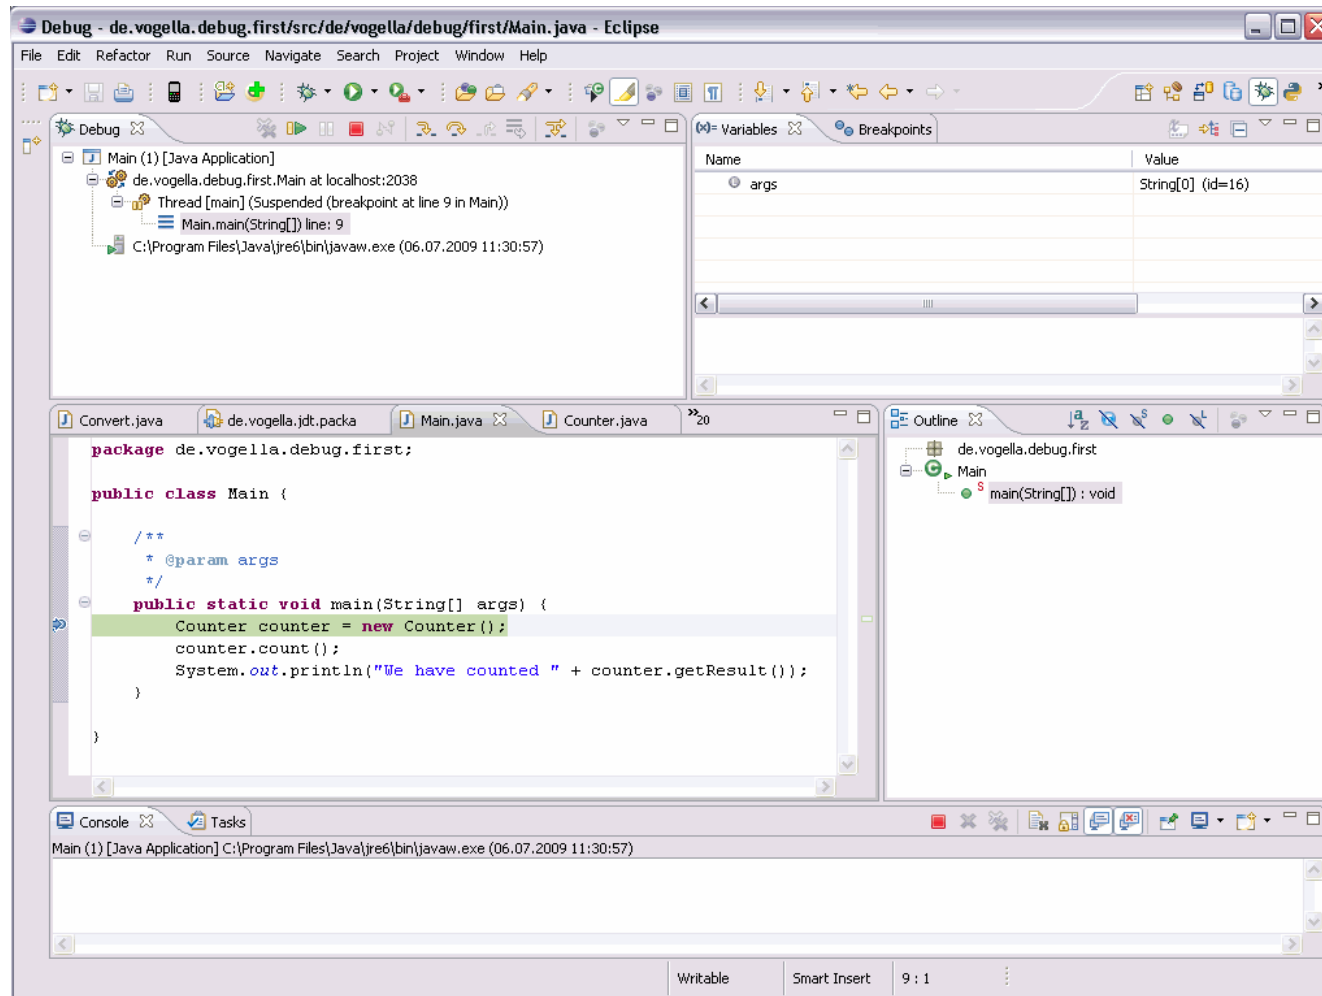 Debug - de.vogella.debug.first/src/de/vogella/debug/first/Main.java - Eclipse
File Edit Refactor Run Source Navigate Search Project Window Help
Debug
Main (1) [Java Application]
de.vogella.debug.first.Main at localhost:2038
Thread [main] (Suspended (breakpoint at line 9 in Main))
Main.main(String[]) line: 9
C:\Program Files\Java\jre6\bin\javaw.exe (06.07.2009 11:30:57)
(x)= Variables Breakpoints
Name Value
args String[0] (id=16)
Convert.java de.vogella.jdt.packa Main.java Counter.java »20
package de.vogella.debug.first;
public class Main {
/**
* @param args
*/
public static void main(String[] args) {
Counter counter = new Counter();
counter.count();
System.out.println("We have counted " + counter.getResult());
}
}
Outline
de.vogella.debug.first
Main
main(String[]) : void
Console Tasks
Main (1) [Java Application] C:\Program Files\Java\jre6\bin\javaw.exe (06.07.2009 11:30:57)
Writable Smart Insert 9 : 1